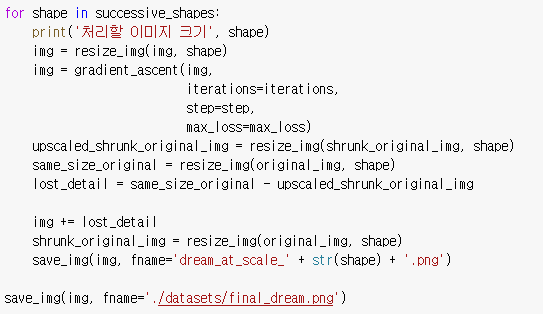 for shape in successive_shapes:
    print('처리할 이미지 크기', shape)
    img = resize_img(img, shape)
    img = gradient_ascent(img,
                          iterations=iterations,
                          step=step,
                          max_loss=max_loss)
    upscaled_shrunk_original_img = resize_img(shrunk_original_img, shape)
    same_size_original = resize_img(original_img, shape)
    lost_detail = same_size_original - upscaled_shrunk_original_img

    img += lost_detail
    shrunk_original_img = resize_img(original_img, shape)
    save_img(img, fname='dream_at_scale_' + str(shape) + '.png')

save_img(img, fname='./datasets/final_dream.png')